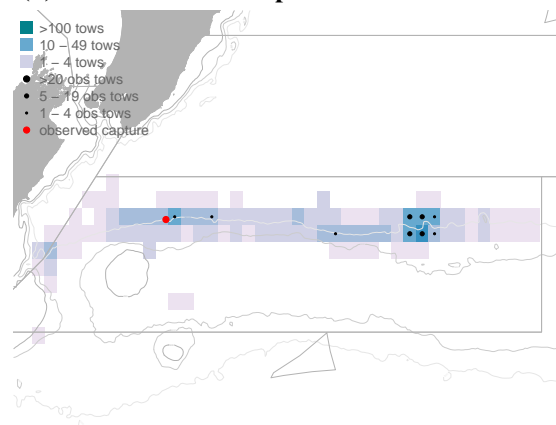 >100 tows
10 – 49 tows
1 – 4 tows
>20 obs tows
5 – 19 obs tows
1 – 4 obs tows
observed capture